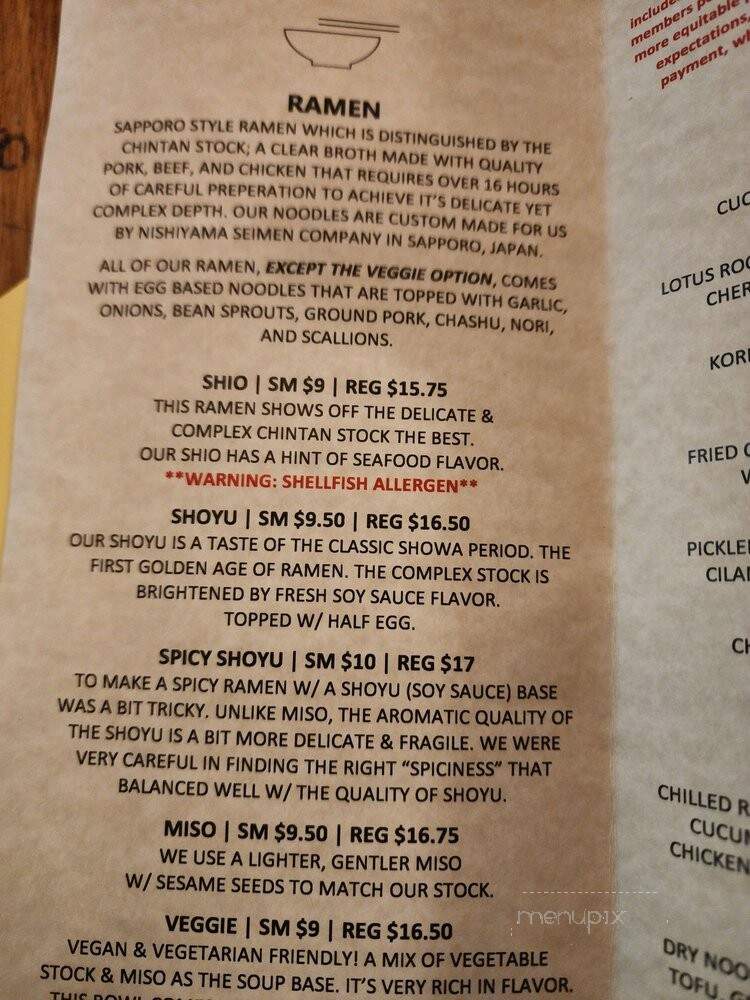 RAMEN
SAPPORO STYLE RAMEN WHICH IS DISTINGUISHED BY THE
CHINTAN STOCK; A CLEAR BROTH MADE WITH QUALITY
PORK, BEEF, AND CHICKEN THAT REQUIRES OVER 16 HOURS
OF CAREFUL PREPERATION TO ACHIEVE IT'S DELICATE YET
COMPLEX DEPTH. OUR NOODLES ARE CUSTOM MADE FOR US
BY NISHIYAMA SEIMEN COMPANY IN SAPPORO, JAPAN.
ALL OF OUR RAMEN, EXCEPT THE VEGGIE OPTION, COMES
WITH EGG BASED NOODLES THAT ARE TOPPED WITH GARLIC,
ONIONS, BEAN SPROUTS, GROUND PORK, CHASHU, NORI,
AND SCALLIONS.
SHIO | SM $9 | REG $15.75
THIS RAMEN SHOWS OFF THE DELICATE &
COMPLEX CHINTAN STOCK THE BEST.
OUR SHIO HAS A HINT OF SEAFOOD FLAVOR.
**WARNING: SHELLFISH ALLERGEN**
SHOYU | SM $9.50 | REG $16.50
OUR SHOYU IS A TASTE OF THE CLASSIC SHOWA PERIOD. THE
FIRST GOLDEN AGE OF RAMEN. THE COMPLEX STOCK IS
BRIGHTENED BY FRESH SOY SAUCE FLAVOR.
TOPPED W/ HALF EGG.
SPICY SHOYU | SM $10 | REG $17
TO MAKE A SPICY RAMEN W/ A SHOYU (SOY SAUCE) BASE
WAS A BIT TRICKY. UNLIKE MISO, THE AROMATIC QUALITY OF
THE SHOYU IS A BIT MORE DELICATE & FRAGILE. WE WERE
VERY CAREFUL IN FINDING THE RIGHT "SPICINESS" THAT
BALANCED WELL W/ THE QUALITY OF SHOYU.
MISO | SM $9.50 | REG $16.75
WE USE A LIGHTER, GENTLER MISO
W/ SESAME SEEDS TO MATCH OUR STOCK.
VEGGIE | SM $9 | REG $16.50
VEGAN & VEGETARIAN FRIENDLY! A MIX OF VEGETABLE
STOCK & MISO AS THE SOUP BASE. IT'S VERY RICH IN FLAVOR.
THIS BOWL
members
more equitable
expectations,
payment,
LOTUS
FRIED
CHILLED
CHICKEN
DRY
TOFU,
menupix